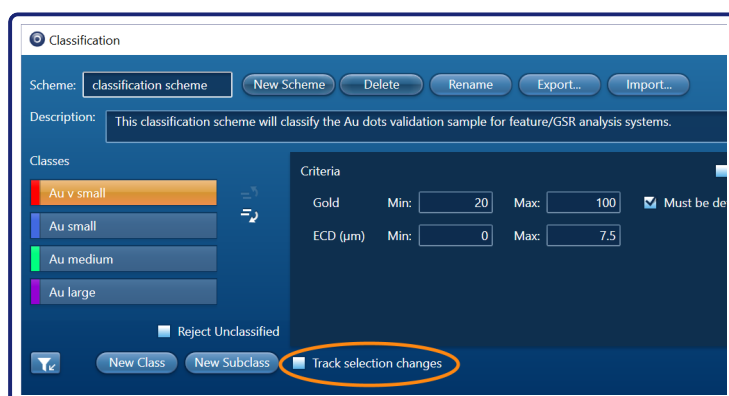 Classification
Scheme: classification scheme New Scheme Delete Rename Export... Import...
Description: This classification scheme will classify the Au dots validation sample for feature/GSR analysis systems.
Classes
Criteria
Au v small
Gold Min: 20 Max: 100 Must be de
Au small
ECD (µm) Min: 0 Max: 7.5
Au medium
Au large
Reject Unclassified
New Class New Subclass Track selection changes